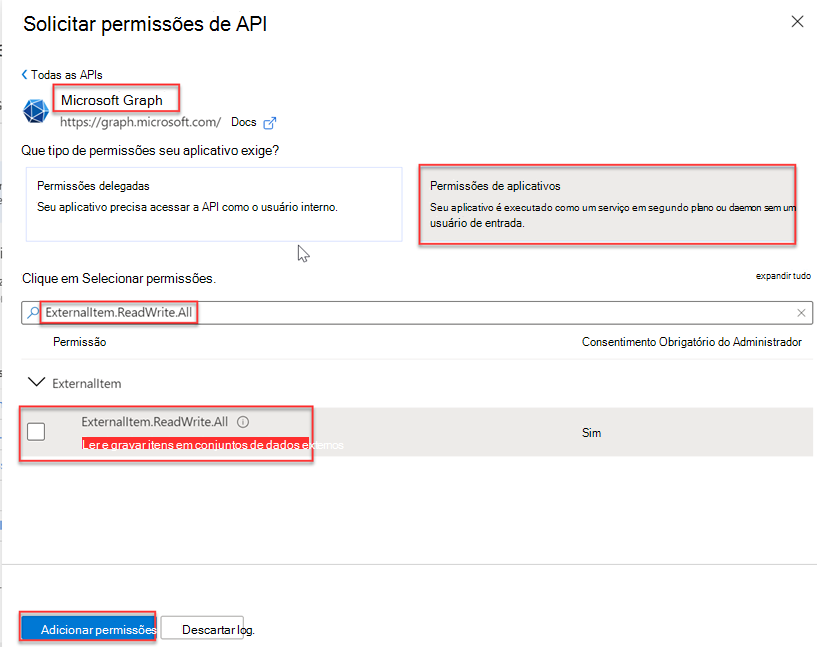 Solicitar permissões de API
Todas as APIs
Microsoft Graph
https://graph.microsoft.com/ Docs
Que tipo de permissões seu aplicativo exige?
Permissões delegadas
Seu aplicativo precisa acessar a API como o usuário interno.
Permissões de aplicativos
Seu aplicativo é executado como um serviço em segundo plano ou daemon sem um
usuário de entrada.
Clique em Selecionar permissões.
expandir tudo
ExternalItem.ReadWrite.All
Permissão Consentimento Obrigatório do Administrador
ExternalItem
ExternalItem.ReadWrite.All
Ler e gravar itens em conjuntos de dados externos
Sim
Adicionar permissões Descartar log.